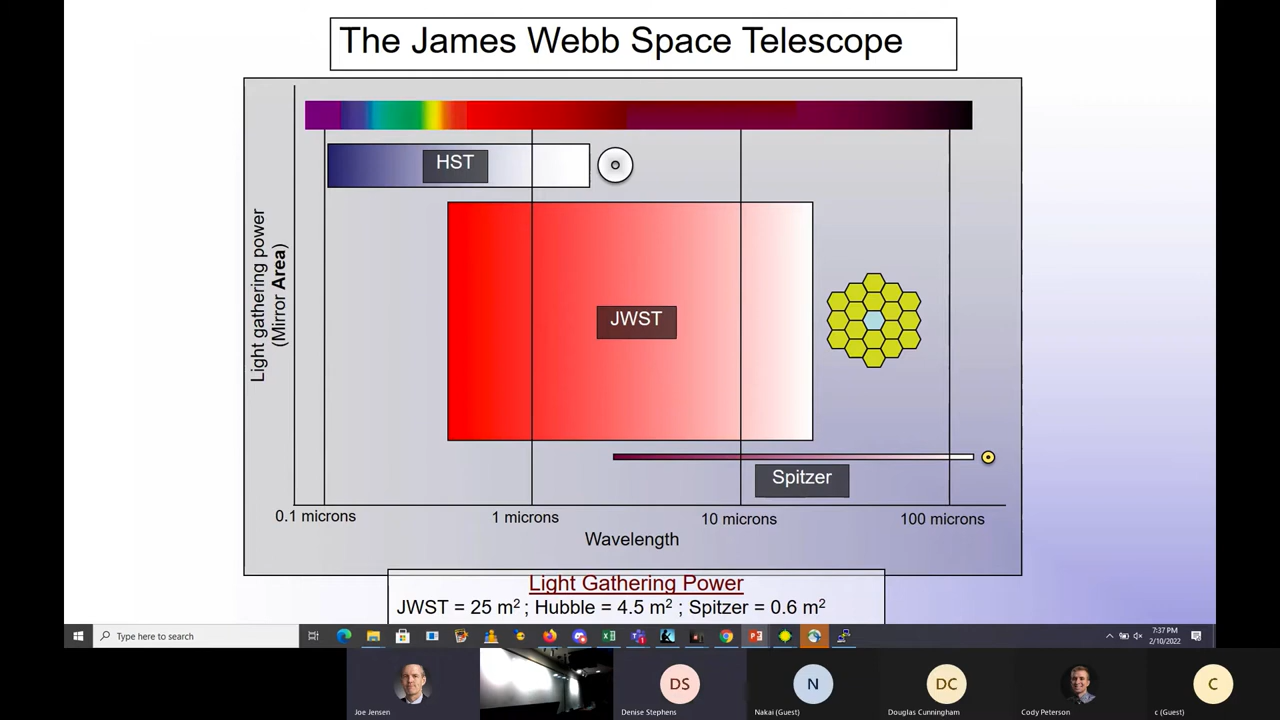 The James Webb Space Telescope
HST
Light gathering power
(Mirror Area)
JWST
Spitzer
0.1 microns
1 microns
10 microns
100 microns
Wavelength
Light Gathering Power
JWST = 25 m² ; Hubble = 4.5 m² ; Spitzer = 0.6 m²
Type here to search
7:37 PM
2/10/2022
DS
N
DC
C
Joe Jensen
Denise Stephens
Nakai (Guest)
Douglas Cunningham
Cody Peterson
c (Guest)